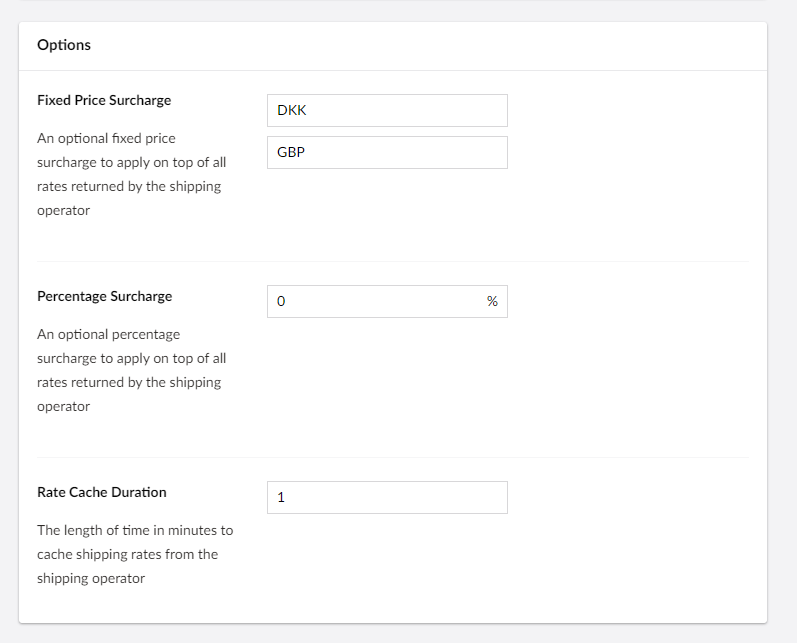 Options
Fixed Price Surcharge
An optional fixed price
surcharge to apply on top of all
rates returned by the shipping
operator
DKK
GBP
Percentage Surcharge
An optional percentage
surcharge to apply on top of all
rates returned by the shipping
operator
0 %
Rate Cache Duration
The length of time in minutes to
cache shipping rates from the
shipping operator
1